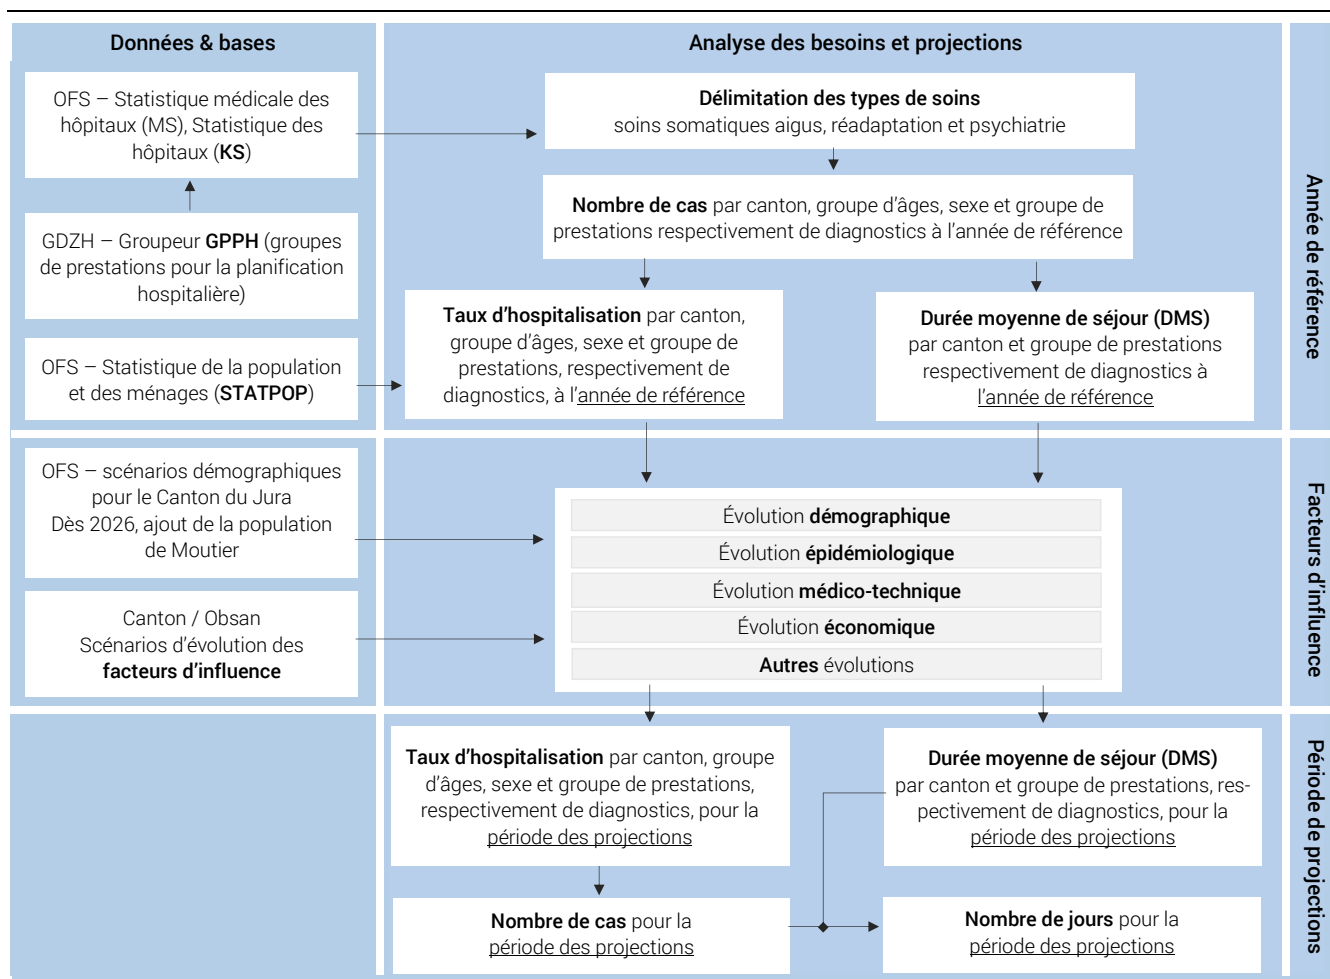 Données & bases
Analyse des besoins et projections
OFS – Statistique médicale des
hôpitaux (MS), Statistique des
hôpitaux (KS)
Délimitation des types de soins
soins somatiques aigus, réadaptation et psychiatrie
Nombre de cas par canton, groupe d'âges, sexe et groupe de
prestations respectivement de diagnostics à l'année de référence
GDZH – Groupeur GPPH (groupes
de prestations pour la planification
hospitalière)
Taux d'hospitalisation par canton,
groupe d'âges, sexe et groupe de
prestations, respectivement de
diagnostics, à l'année de référence
Durée moyenne de séjour (DMS)
par canton et groupe de prestations
respectivement de diagnostics à
l'année de référence
OFS – Statistique de la population
et des ménages (STATPOP)
Année de référence
OFS – scénarios démographiques
pour le Canton du Jura
Dès 2026, ajout de la population
de Moutier
Canton / Obsan
Scénarios d'évolution des
facteurs d'influence
Évolution démographique
Évolution épidémiologique
Évolution médico-technique
Évolution économique
Autres évolutions
Facteurs d'influence
Taux d'hospitalisation par canton, groupe
d'âges, sexe et groupe de prestations,
respectivement de diagnostics, pour la
période des projections
Durée moyenne de séjour (DMS)
par canton et groupe de prestations, res-
pectivement de diagnostics, pour la
période des projections
Nombre de cas pour la
période des projections
Nombre de jours pour la
période des projections
Période de projections